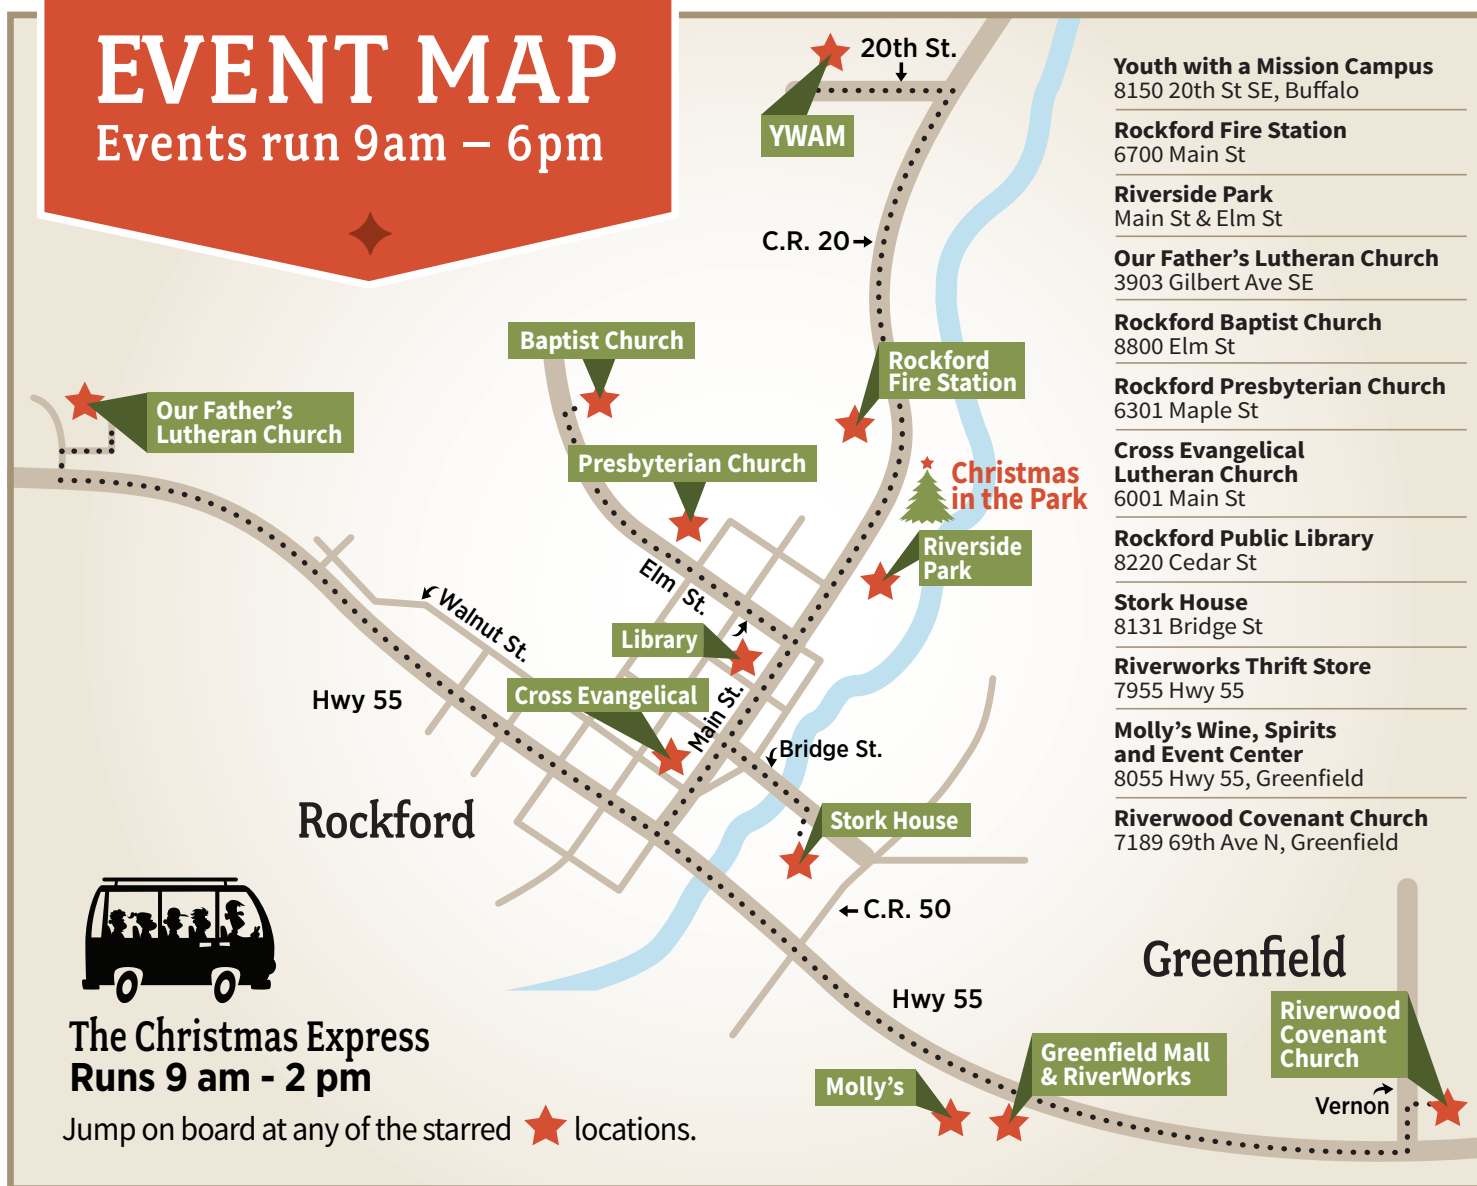 EVENT MAP
Events run 9am – 6pm
20th St.
YWAM
C.R. 20
Baptist Church
Rockford
Fire Station
Our Father's
Lutheran Church
Presbyterian Church
Christmas
in the Park
Riverside
Park
Elm St.
Walnut St.
Library
Cross Evangelical
Main St.
Hwy 55
Bridge St.
Rockford
Stork House
C.R. 50
Hwy 55
Greenfield
Riverwood
Covenant
Church
Greenfield Mall
& RiverWorks
Molly's
Vernon
The Christmas Express
Runs 9 am - 2 pm
Jump on board at any of the starred locations.
Youth with a Mission Campus
8150 20th St SE, Buffalo
Rockford Fire Station
6700 Main St
Riverside Park
Main St & Elm St
Our Father's Lutheran Church
3903 Gilbert Ave SE
Rockford Baptist Church
8800 Elm St
Rockford Presbyterian Church
6301 Maple St
Cross Evangelical
Lutheran Church
6001 Main St
Rockford Public Library
8220 Cedar St
Stork House
8131 Bridge St
Riverworks Thrift Store
7955 Hwy 55
Molly's Wine, Spirits
and Event Center
8055 Hwy 55, Greenfield
Riverwood Covenant Church
7189 69th Ave N, Greenfield